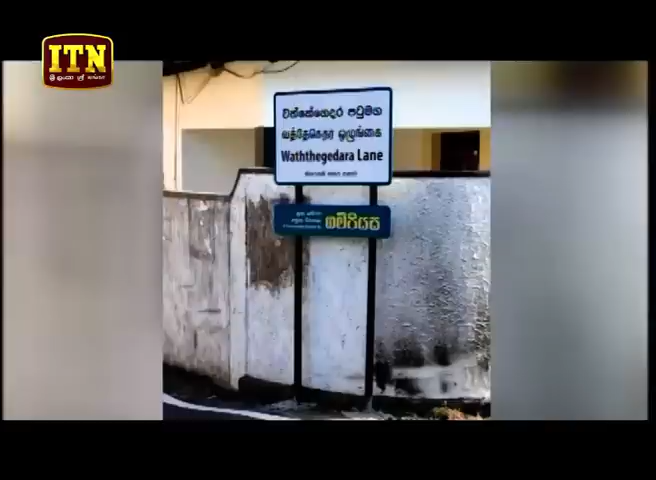 ITN
වත්තේගෙදර පටුමග
வத்தேகெதர ஒழுங்கை
Waththegedara Lane
ගම්පියස